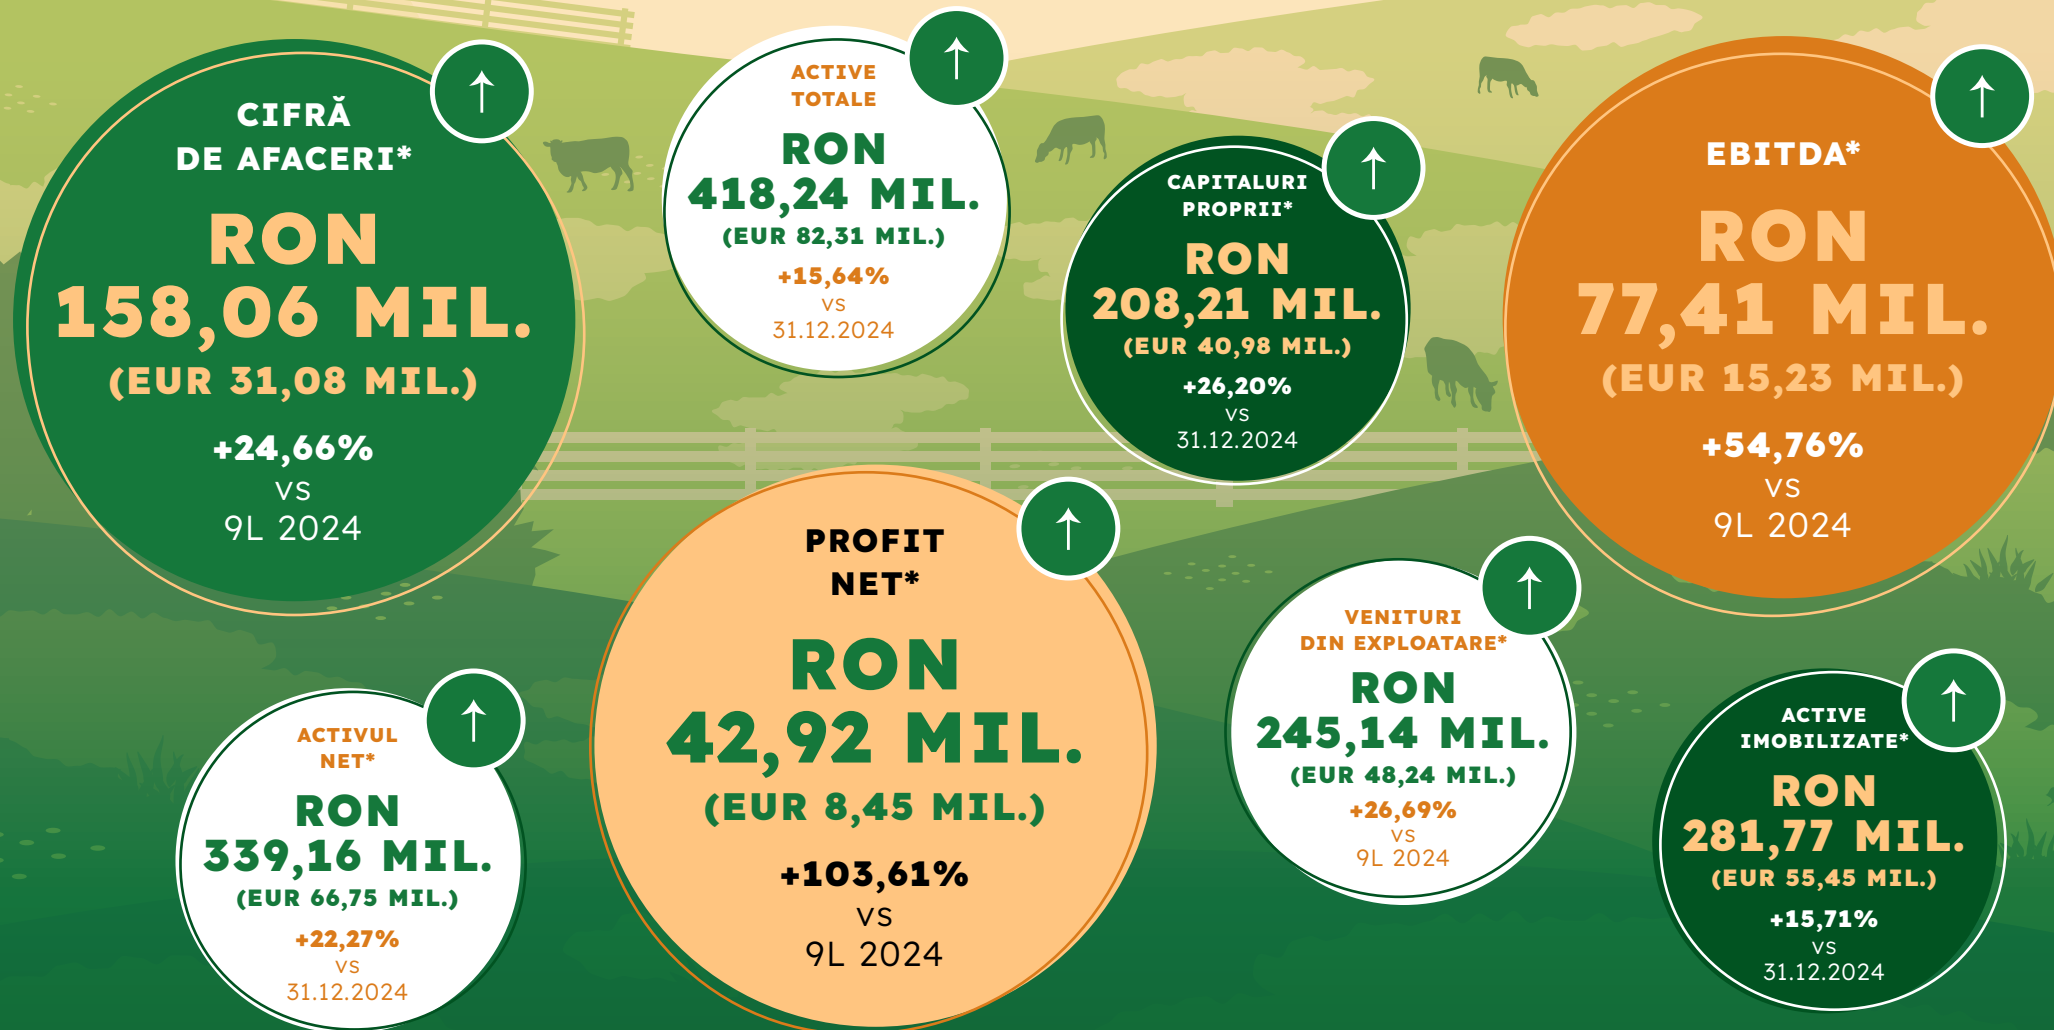 CIFRĂ
DE AFACERI*
RON
158,06 MIL.
(EUR 31,08 MIL.)
+24,66%
VS
9L 2024
ACTIVE
TOTALE
RON
418,24 MIL.
(EUR 82,31 MIL.)
+15,64%
VS
31.12.2024
CAPITALURI
PROPRII*
RON
208,21 MIL.
(EUR 40,98 MIL.)
+26,20%
VS
31.12.2024
EBITDA*
RON
77,41 MIL.
(EUR 15,23 MIL.)
+54,76%
VS
9L 2024
ACTIVUL
NET*
RON
339,16 MIL.
(EUR 66,75 MIL.)
+22,27%
VS
31.12.2024
PROFIT
NET*
RON
42,92 MIL.
(EUR 8,45 MIL.)
+103,61%
VS
9L 2024
VENITURI
DIN EXPLOATARE*
RON
245,14 MIL.
(EUR 48,24 MIL.)
+26,69%
VS
9L 2024
ACTIVE
IMOBILIZATE*
RON
281,77 MIL.
(EUR 55,45 MIL.)
+15,71%
VS
31.12.2024